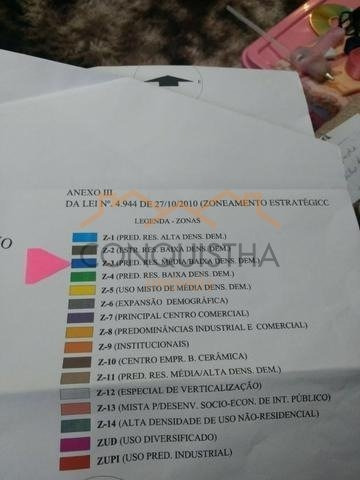 ANEXO III
DA LEI Nº. 4.944 DE 27/10/2010 (ZONEAMENTO ESTRATÉGICO
LEGENDA - ZONAS
Z-1 (PRED. RES. ALTA DENS. DEM.)
Z-2 (ESTR. RES. BAIXA DENS. DEM.)
Z-3 (PRED. RES. MÉDIA/BAIXA DENS. DEM.)
CONQUISTHA
Z-4 (PRED. RES. BAIXA DENS. DEM.)
Z-5 (USO MISTO DE MÉDIA DENS. DEM.)
Z-6 (EXPANSÃO DEMOGRÁFICA)
Z-7 (PRINCIPAL CENTRO COMERCIAL)
Z-8 (PREDOMINÂNCIAS INDUSTRIAL E COMERCIAL)
Z-9 (INSTITUCIONAIS)
Z-10 (CENTRO EMPR. B. CERÂMICA)
Z-11 (PRED. RES. MÉDIA/ALTA DENS. DEM.)
Z-12 (ESPECIAL DE VERTICALIZAÇÃO)
Z-13 (MISTA P/DESENV. SOCIO-ECON. DE INT. PÚBLICO)
Z-14 (ALTA DENSIDADE DE USO NÃO-RESIDENCIAL)
ZUD (USO DIVERSIFICADO)
ZUPI (USO PRED. INDUSTRIAL)